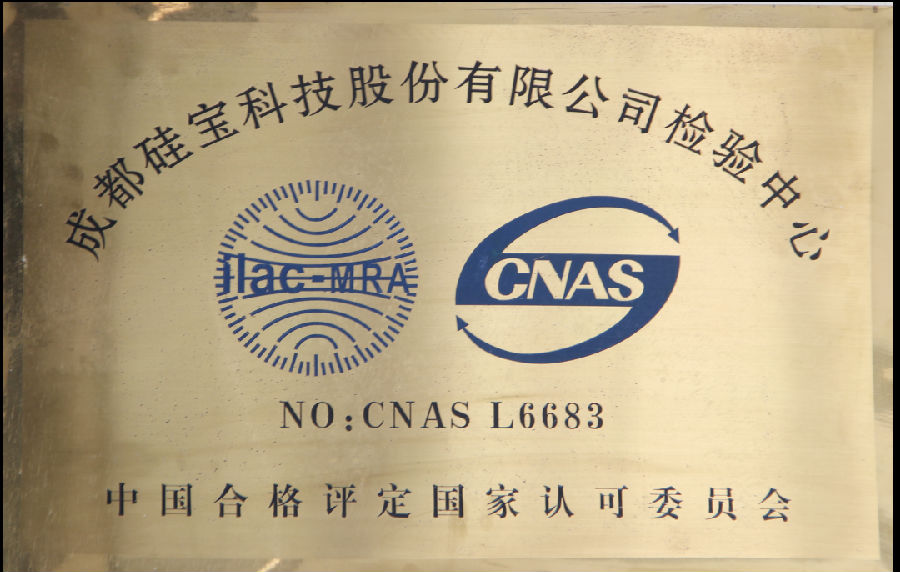 成都硅宝科技股份有限公司检验中心
ilac-MRA
CNAS
NO:CNAS L6683
中国合格评定国家认可委员会